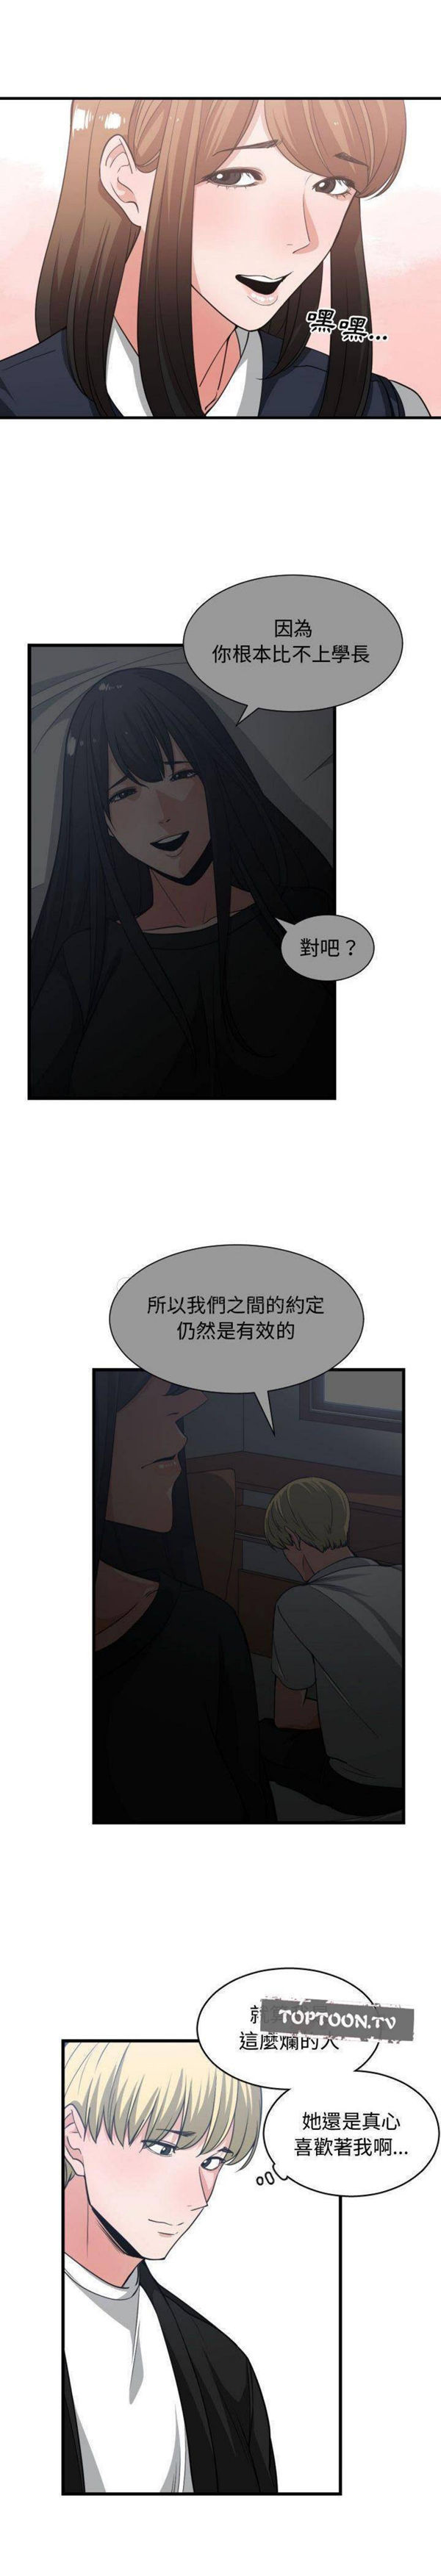 嘿嘿...
因為
你根本比不上學長
對吧？
所以我們之間的約定
仍然是有效的
就算
TOPTOON.TV
這麼爛的人
她還是真心
喜歡著我啊...